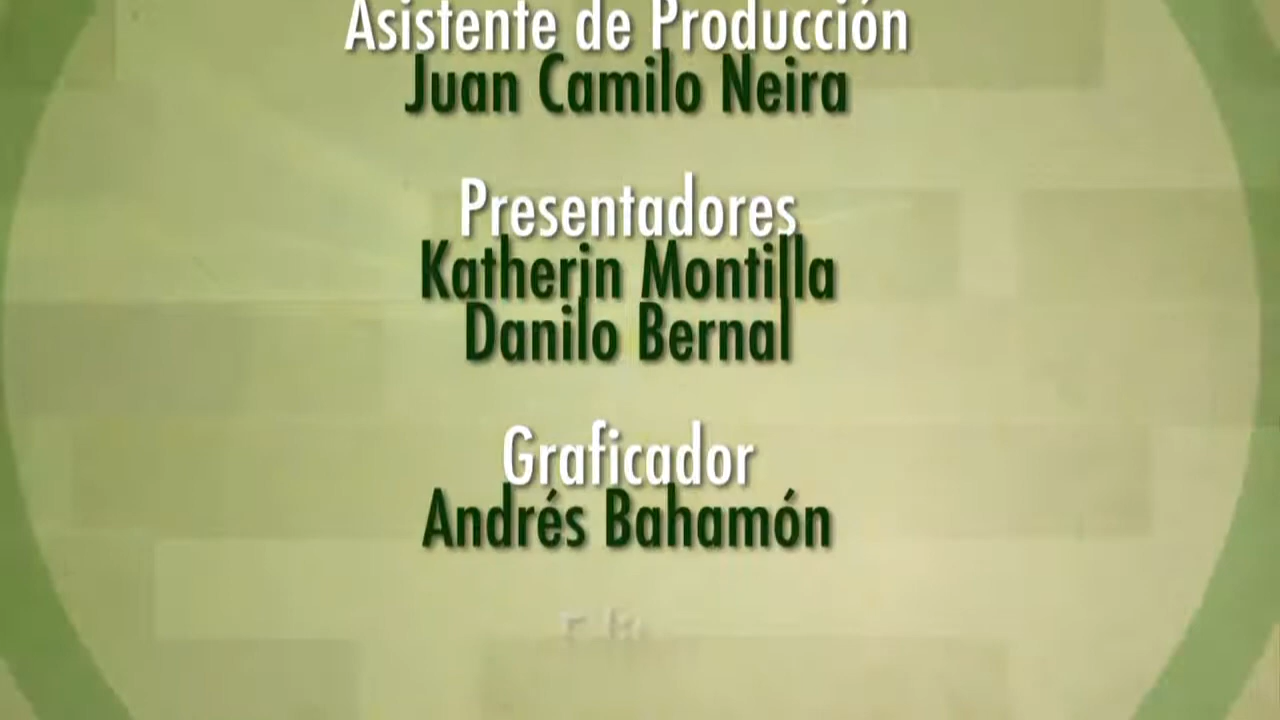 Asistente de Producción
Juan Camilo Neira
Presentadores
Katherin Montilla
Danilo Bernal
Graficador
Andrés Bahamón